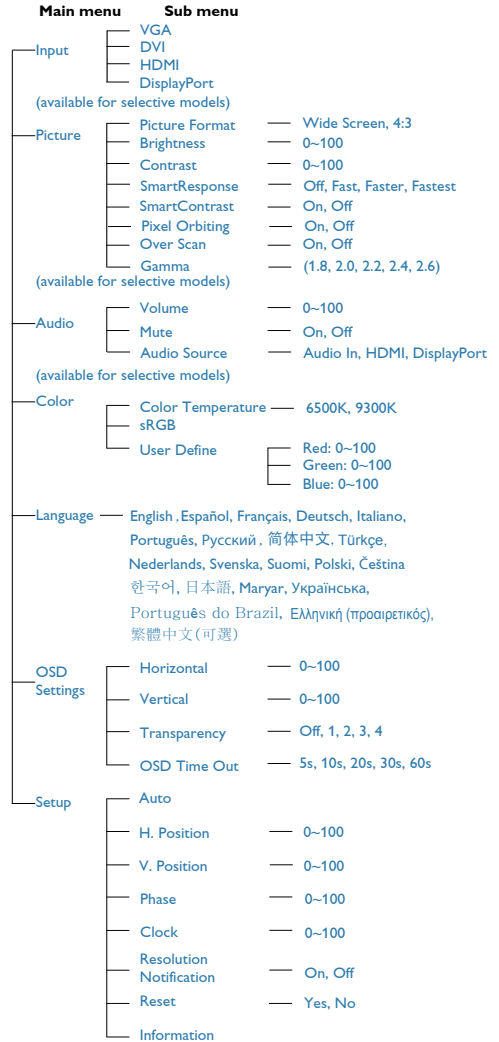 Main menu Sub menu
Input VGA
DVI
HDMI
DisplayPort
(available for selective models)
Picture Picture Format Wide Screen, 4:3
Brightness 0~100
Contrast 0~100
SmartResponse Off, Fast, Faster, Fastest
SmartContrast On, Off
Pixel Orbiting On, Off
Over Scan On, Off
Gamma (1.8, 2.0, 2.2, 2.4, 2.6)
(available for selective models)
Audio Volume 0~100
Mute On, Off
Audio Source Audio In, HDMI, DisplayPort
(available for selective models)
Color Color Temperature 6500K, 9300K
sRGB
User Define Red: 0~100
Green: 0~100
Blue: 0~100
Language English , Español, Français, Deutsch, Italiano,
Português, Русский , 简体中文, Türkçe,
Nederlands, Svenska, Suomi, Polski, Čeština
한국어, 日本語, Maryar, Українська,
Português do Brazil, Ελληνική (προαιρετικός),
繁體中文(可選)
OSD Settings Horizontal 0~100
Vertical 0~100
Transparency Off, 1, 2, 3, 4
OSD Time Out 5s, 10s, 20s, 30s, 60s
Setup Auto
H. Position 0~100
V. Position 0~100
Phase 0~100
Clock 0~100
Resolution
Notification On, Off
Reset Yes, No
Information